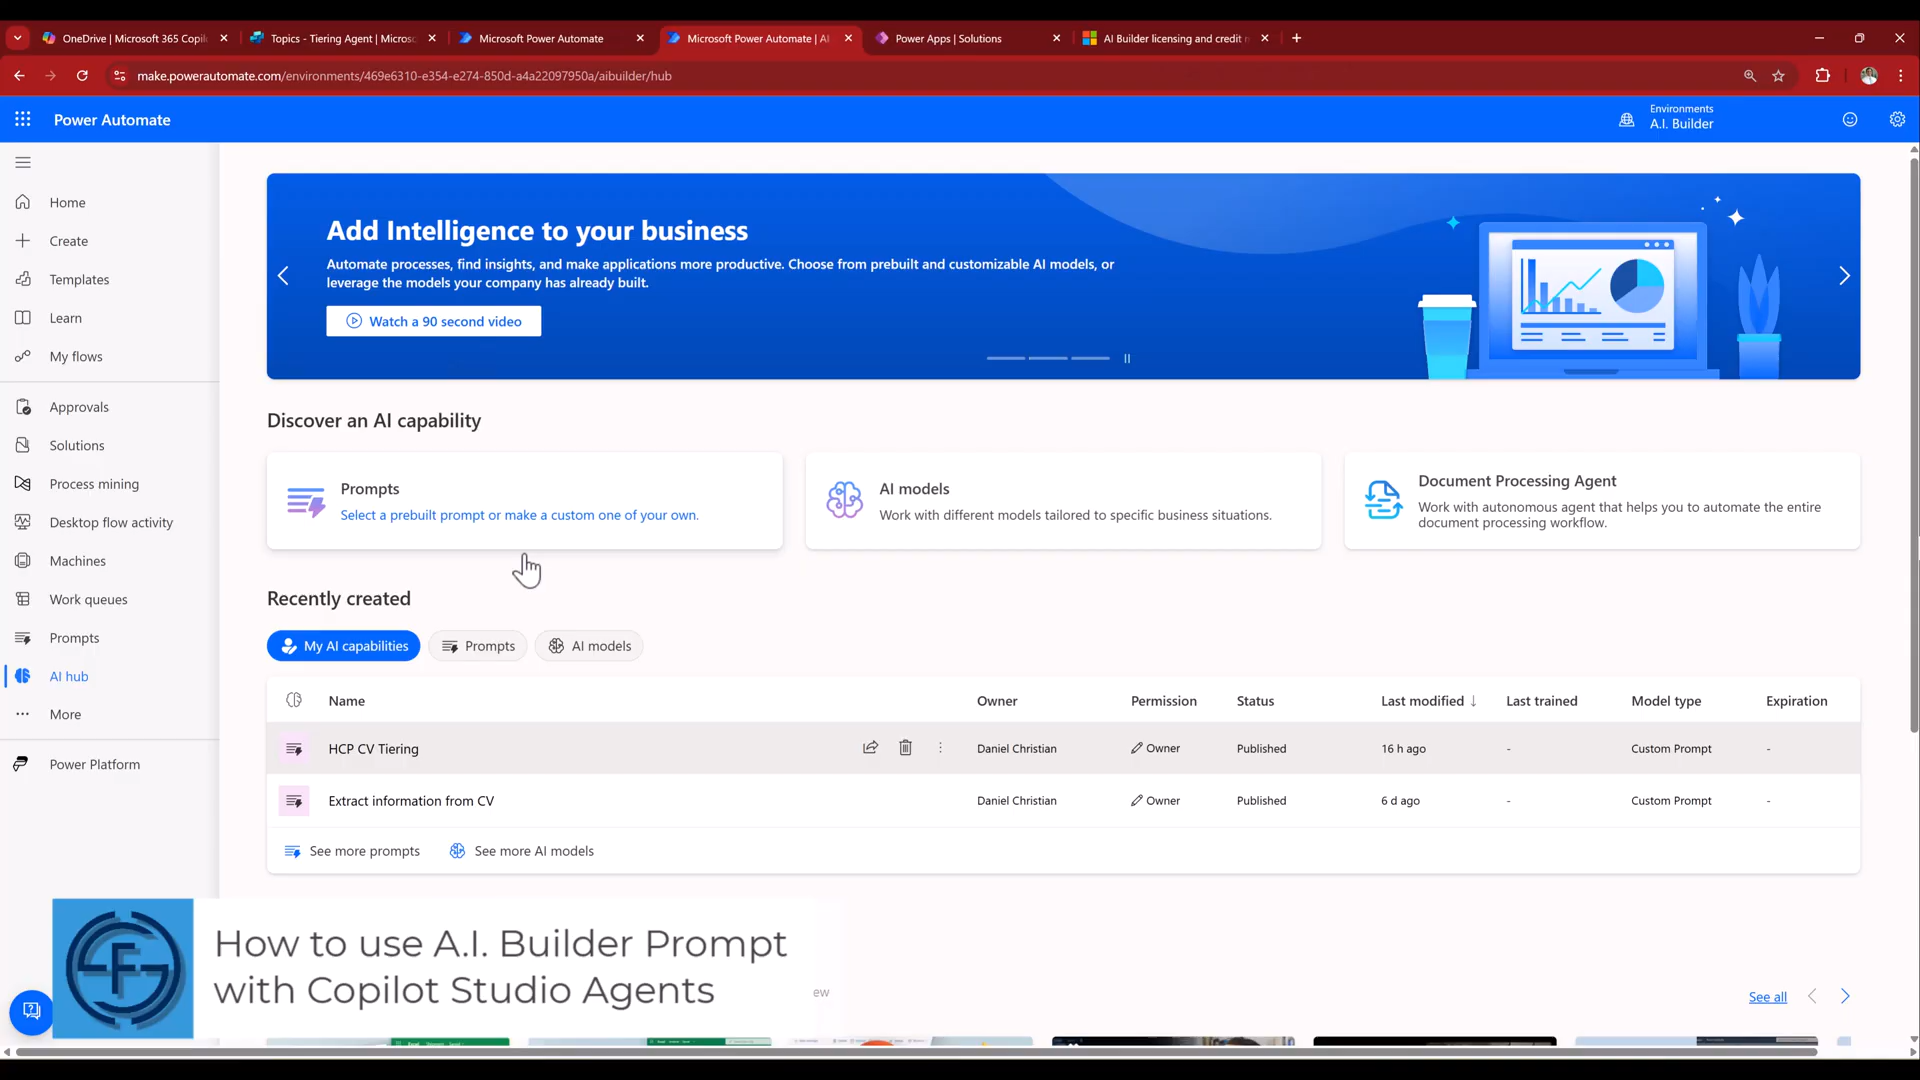 OneDrive | Microsoft 365 Copil
Topics - Tiering Agent | Microso
Microsoft Power Automate
Microsoft Power Automate | AI
Power Apps | Solutions
AI Builder licensing and credit
make.powerautomate.com/environments/469e6310-e354-e274-850d-a4a22097950a/aibuilder/hub
Power Automate
Environments
A.I. Builder
Home
Create
Templates
Learn
My flows
Approvals
Solutions
Process mining
Desktop flow activity
Machines
Work queues
Prompts
AI hub
More
Power Platform
Add Intelligence to your business
Automate processes, find insights, and make applications more productive. Choose from prebuilt and customizable AI models, or
leverage the models your company has already built.
Watch a 90 second video
Discover an AI capability
Prompts
Select a prebuilt prompt or make a custom one of your own.
AI models
Work with different models tailored to specific business situations.
Document Processing Agent
Work with autonomous agent that helps you to automate the entire
document processing workflow.
Recently created
My AI capabilities
Prompts
AI models
Name Owner Permission Status Last modified ↓ Last trained Model type Expiration
HCP CV Tiering Daniel Christian Owner Published 16 h ago - Custom Prompt -
Extract information from CV Daniel Christian Owner Published 6 d ago - Custom Prompt -
See more prompts
See more AI models
How to use A.I. Builder Prompt
with Copilot Studio Agents
ew
See all